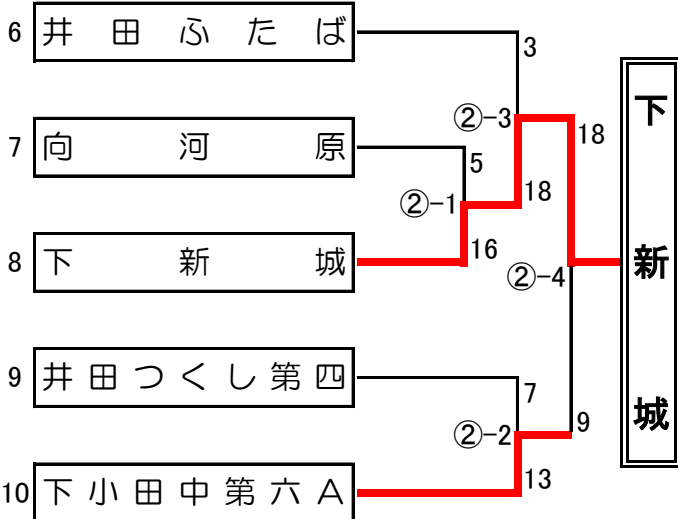 6 井田ふたば
3
②-3
18
7 向河原
5
②-1
18
16
8 下新城
②-4
下新城
9 井田つくし第四
7
②-2
9
13
10 下小田中第六A